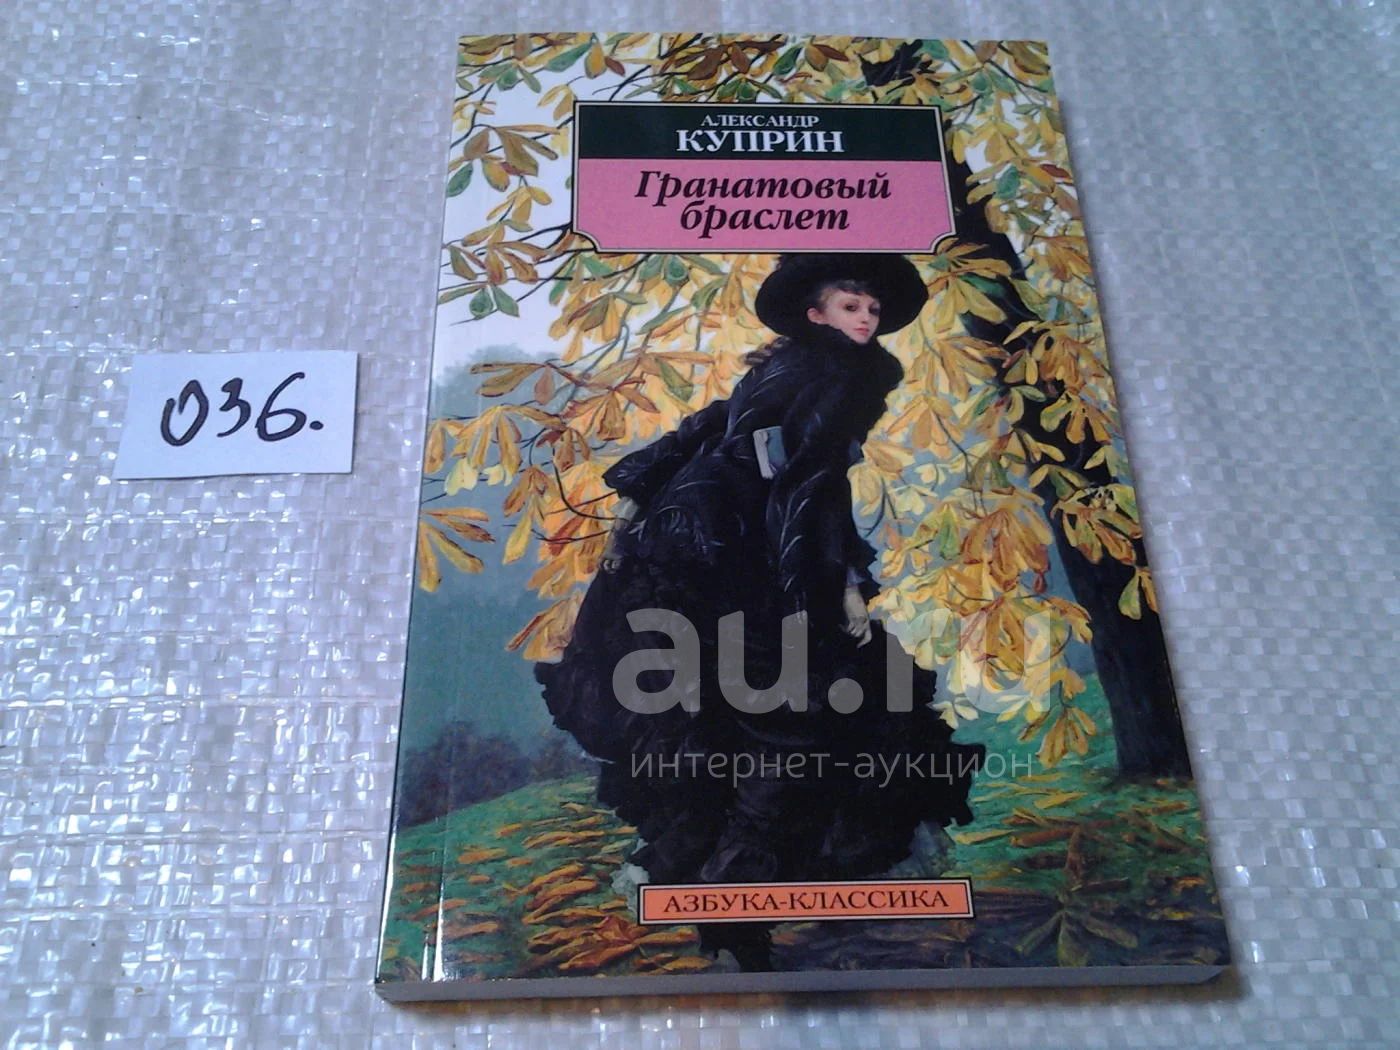 АЛЕКСАНДР
КУПРИН
Гранатовый
браслет
036.
au.ru
интернет-аукцион
АЗБУКА-КЛАССИКА